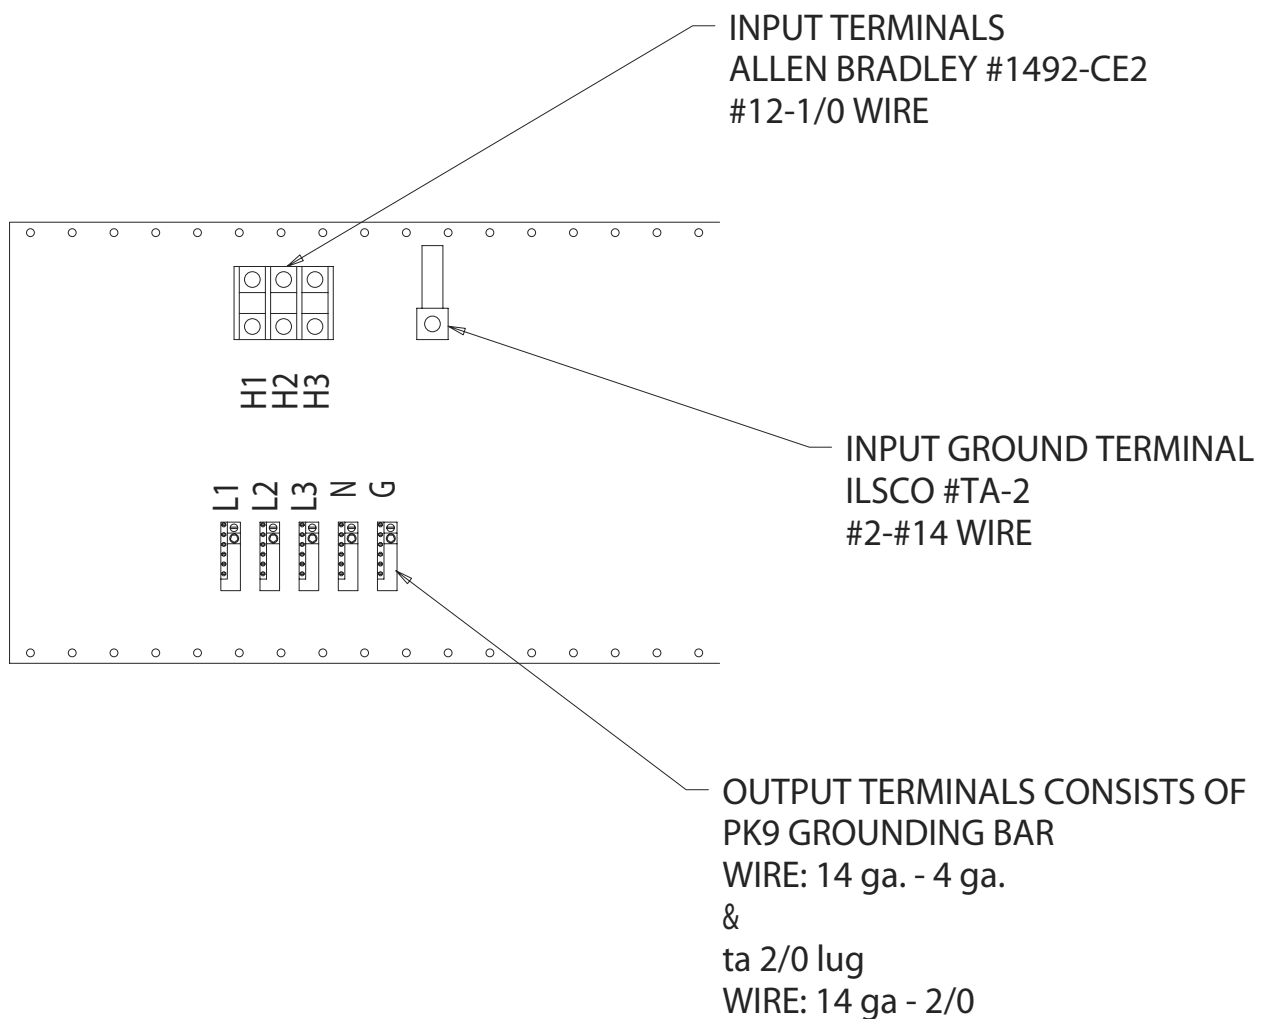 INPUT TERMINALS
ALLEN BRADLEY #1492-CE2
#12-1/0 WIRE
H1
H2
H3
INPUT GROUND TERMINAL
ILSCO #TA-2
#2-#14 WIRE
L1
L2
L3
N
G
OUTPUT TERMINALS CONSISTS OF
PK9 GROUNDING BAR
WIRE: 14 ga. - 4 ga.
&
ta 2/0 lug
WIRE: 14 ga - 2/0